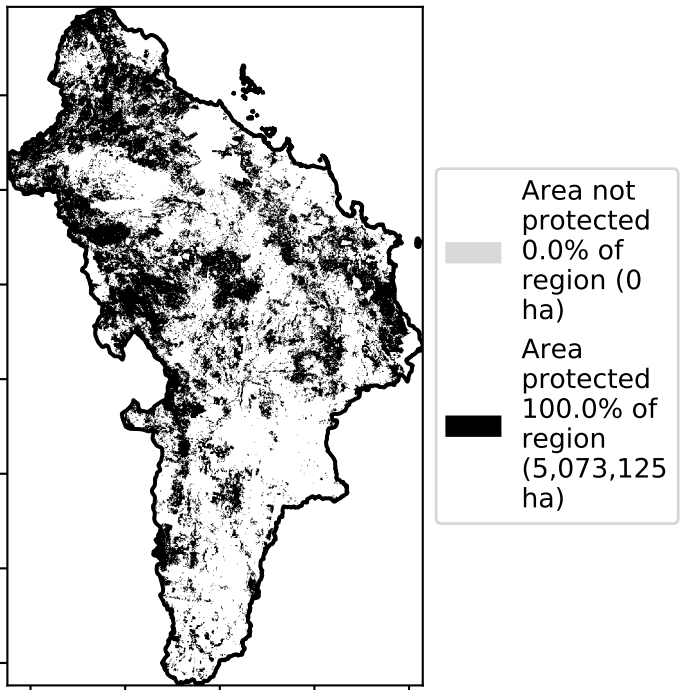 Area not
protected
0.0% of
region (0
ha)
Area
protected
100.0% of
region
(5,073,125
ha)